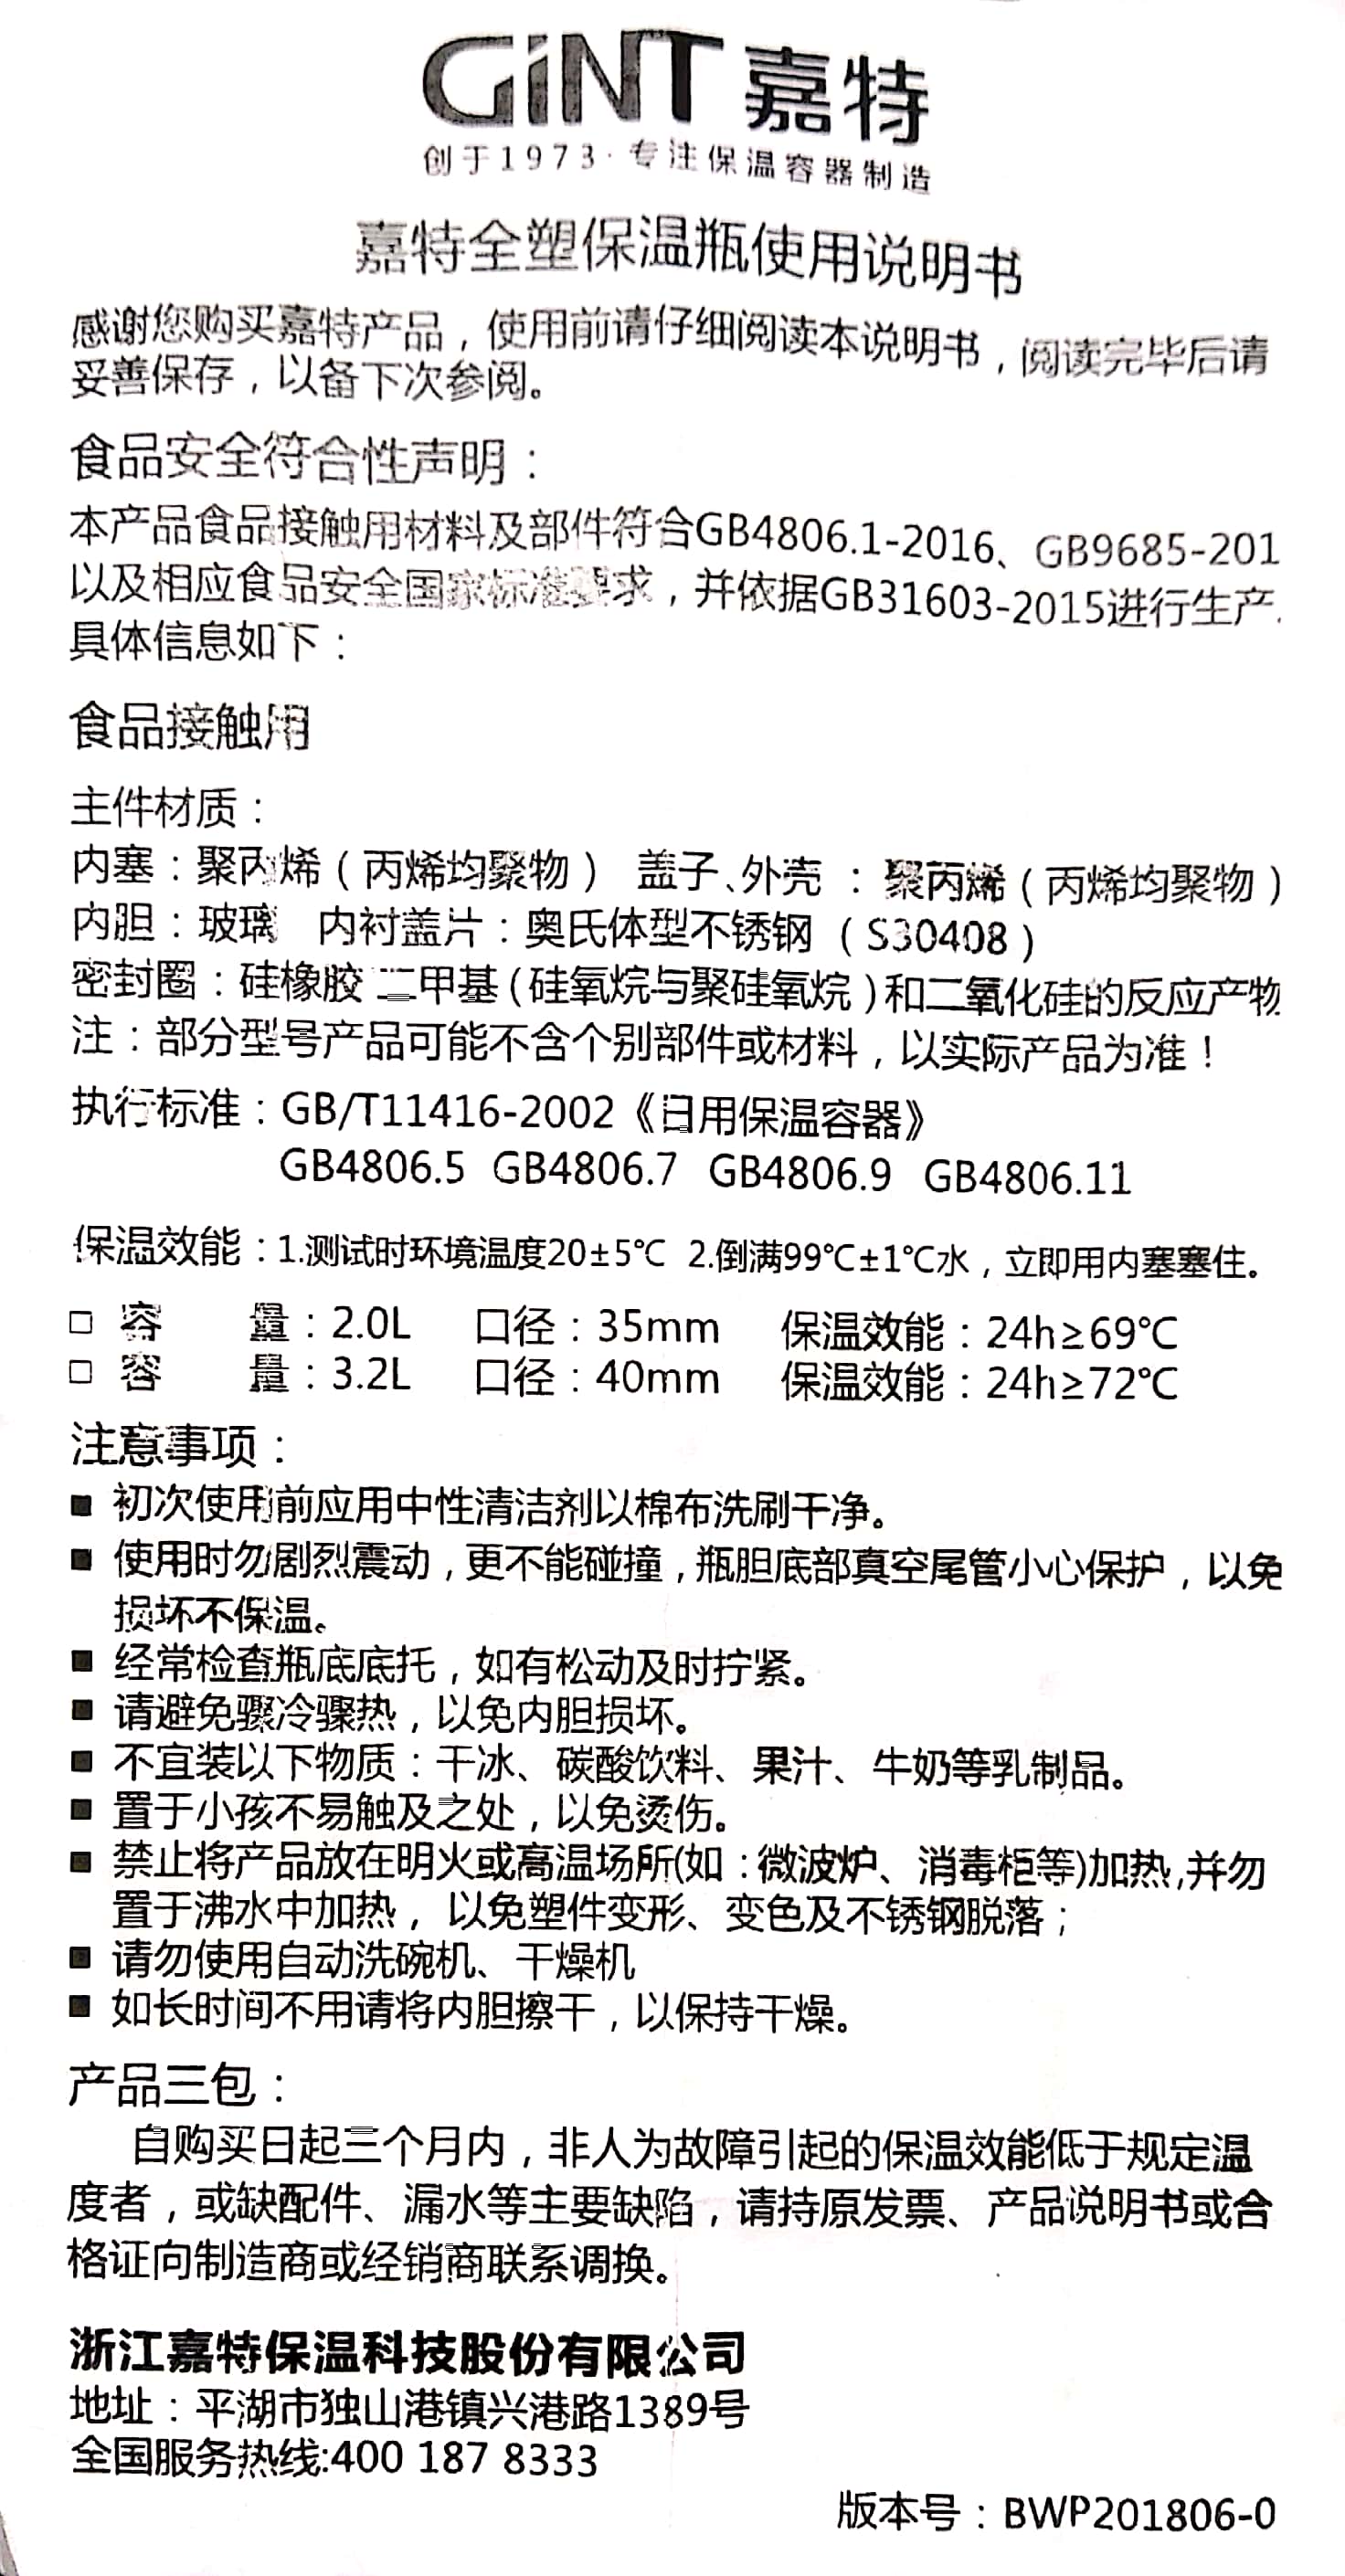 GiNT 嘉特
创于1973·专注保温容器制造
嘉特全塑保温瓶使用说明书
感谢您购买嘉特产品，使用前请仔细阅读本说明书，阅读完毕后请
妥善保存，以备下次参阅。
食品安全符合性声明：
本产品食品接触用材料及部件符合GB4806.1-2016、GB9685-201
以及相应食品安全国家标准要求，并依据GB31603-2015进行生产.
具体信息如下：
食品接触用
主件材质：
内塞：聚丙烯（丙烯均聚物） 盖子、外壳：聚丙烯（丙烯均聚物）
内胆：玻璃 内衬盖片：奥氏体型不锈钢（S30408）
密封圈：硅橡胶 二甲基(硅氧烷与聚硅氧烷)和二氧化硅的反应产物
注：部分型号产品可能不含个别部件或材料，以实际产品为准！
执行标准：GB/T11416-2002《日用保温容器》
GB4806.5 GB4806.7 GB4806.9 GB4806.11
保温效能：1.测试时环境温度20±5℃ 2.倒满99℃±1℃水，立即用内塞塞住。
□ 容 量：2.0L 口径：35mm 保温效能：24h≥69℃
□ 容 量：3.2L 口径：40mm 保温效能：24h≥72℃
注意事项：
■ 初次使用前应用中性清洁剂以棉布洗刷干净。
■ 使用时勿剧烈震动，更不能碰撞，瓶胆底部真空尾管小心保护，以免
损坏不保温。
■ 经常检查瓶底底托，如有松动及时拧紧。
■ 请避免骤冷骤热，以免内胆损坏。
■ 不宜装以下物质：干冰、碳酸饮料、果汁、牛奶等乳制品。
■ 置于小孩不易触及之处，以免烫伤。
■ 禁止将产品放在明火或高温场所(如：微波炉、消毒柜等)加热,并勿
置于沸水中加热，以免塑件变形、变色及不锈钢脱落；
■ 请勿使用自动洗碗机、干燥机
■ 如长时间不用请将内胆擦干，以保持干燥。
产品三包：
自购买日起三个月内，非人为故障引起的保温效能低于规定温
度者，或缺配件、漏水等主要缺陷，请持原发票、产品说明书或合
格证向制造商或经销商联系调换。
浙江嘉特保温科技股份有限公司
地址：平湖市独山港镇兴港路1389号
全国服务热线:400 187 8333
版本号：BWP201806-0